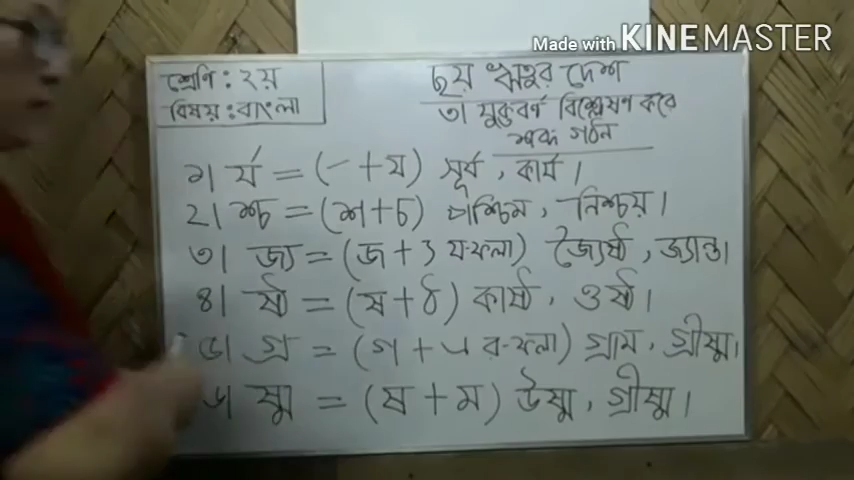 Made with KINEMASTER
শ্রেণি : ২য়
বিষয় : বাংলা
ছয় ঋতুর দেশ
৩। যুক্তবর্ণ বিশ্লেষণ করে
শব্দ গঠন
১। র্য = (  ́ + য) সূর্য, কার্য।
২। শ্চ = (শ + চ) পশ্চিম, নিশ্চয়।
৩। জ্য = (জ + ্য য-ফলা) জ্যৈষ্ঠ, জ্যান্ত।
৪। ষ্ঠ = (ষ + ঠ) কাষ্ঠ, ওষ্ঠ।
৫। গ্র = (গ + ্র র-ফলা) গ্রাম, গ্রীষ্ম।
৬। ষ্ম = (ষ + ম) উষ্ম, গ্রীষ্ম।